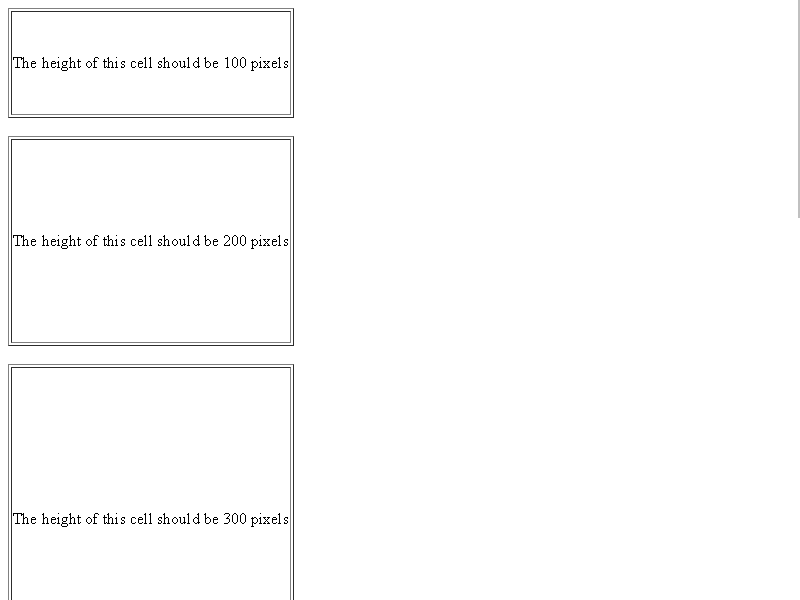 The height of this cell should be 100 pixels
The height of this cell should be 200 pixels
The height of this cell should be 300 pixels